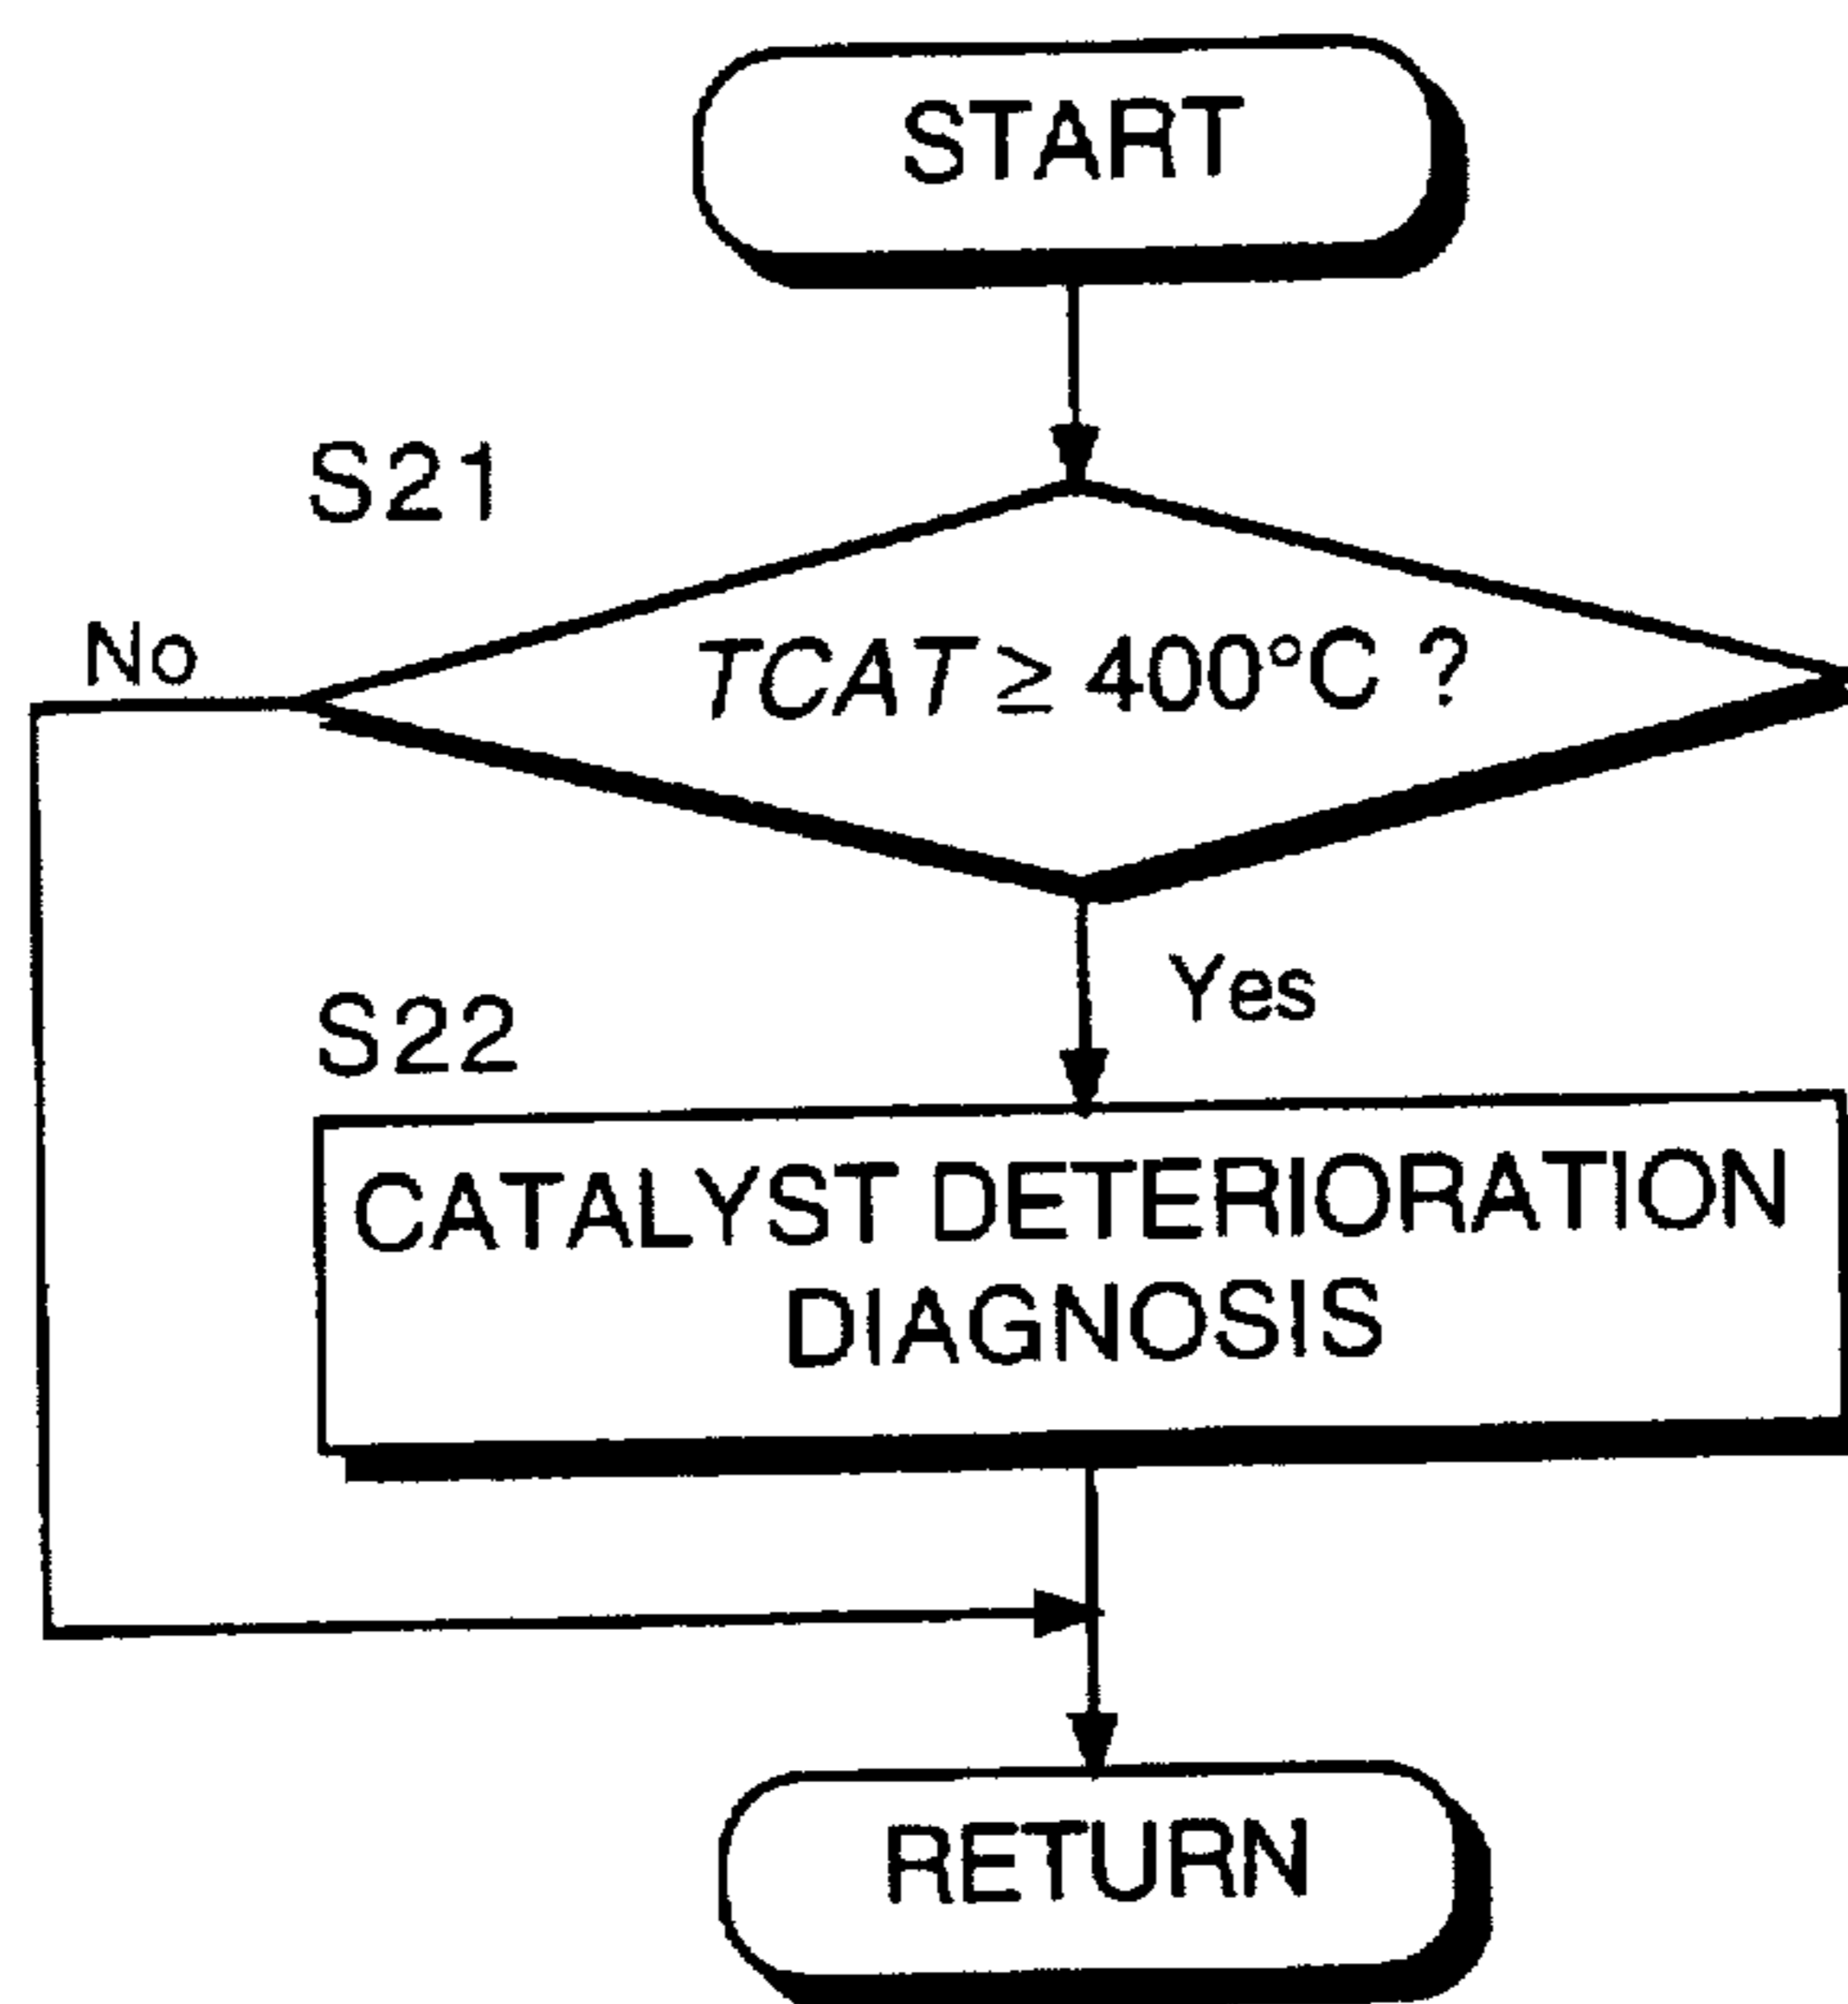 START
S21
No
TCAT ≥ 400°C ?
Yes
S22
CATALYST DETERIORATION
DIAGNOSIS
RETURN